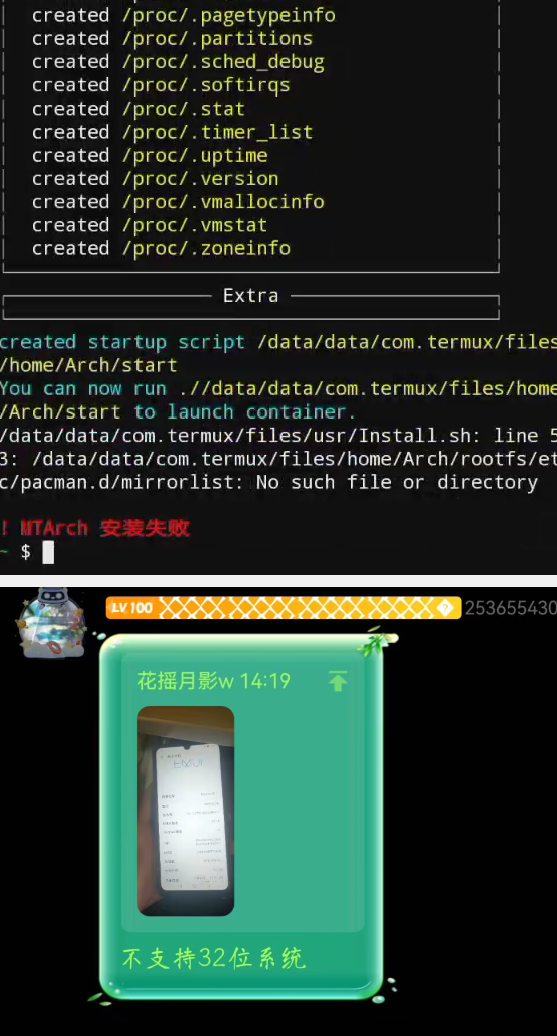 created /proc/.pagetypeinfo
created /proc/.partitions
created /proc/.sched_debug
created /proc/.softirqs
created /proc/.stat
created /proc/.timer_list
created /proc/.uptime
created /proc/.version
created /proc/.vmallocinfo
created /proc/.vmstat
created /proc/.zoneinfo
Extra
created startup script /data/data/com.termux/files
/home/Arch/start
You can now run .//data/data/com.termux/files/home
/Arch/start to launch container.
/data/data/com.termux/files/usr/Install.sh: line 5
3: /data/data/com.termux/files/home/Arch/rootfs/et
c/pacman.d/mirrorlist: No such file or directory
! MTArch 安装失败
~ $
LV100
253655430
花摇月影w 14:19
EMUI
不支持32位系统